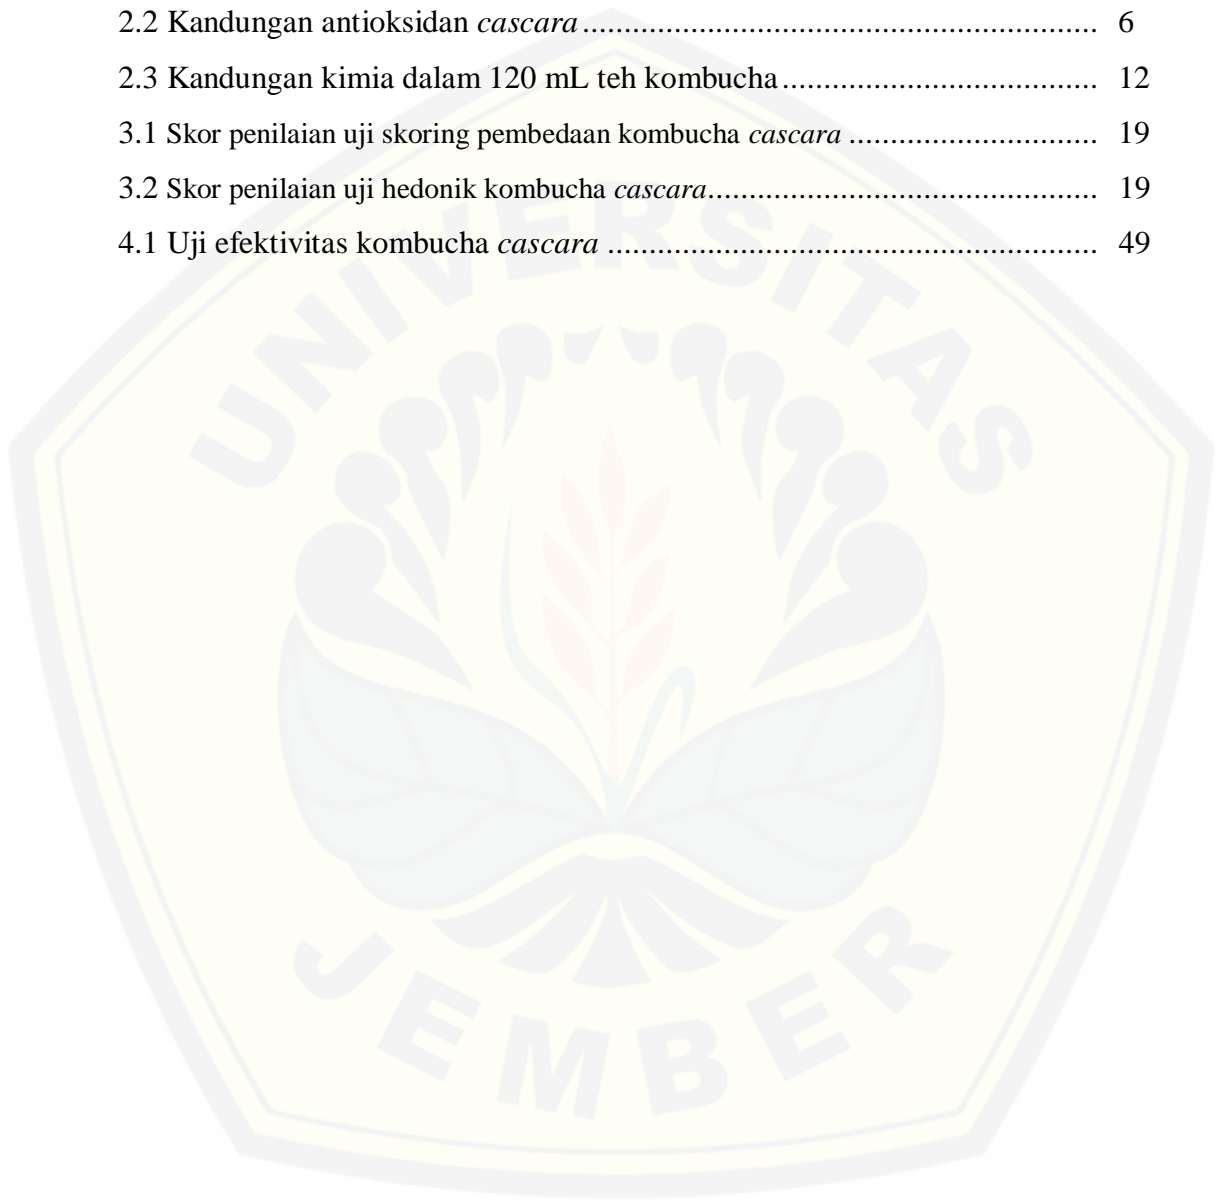 2.2 Kandungan antioksidan cascara ................................................................ 6
2.3 Kandungan kimia dalam 120 mL teh kombucha ....................................... 12
3.1 Skor penilaian uji skoring pembedaan kombucha cascara ............................... 19
3.2 Skor penilaian uji hedonik kombucha cascara ................................................. 19
4.1 Uji efektivitas kombucha cascara ............................................................. 49
UNIVERSITAS
JEMBER